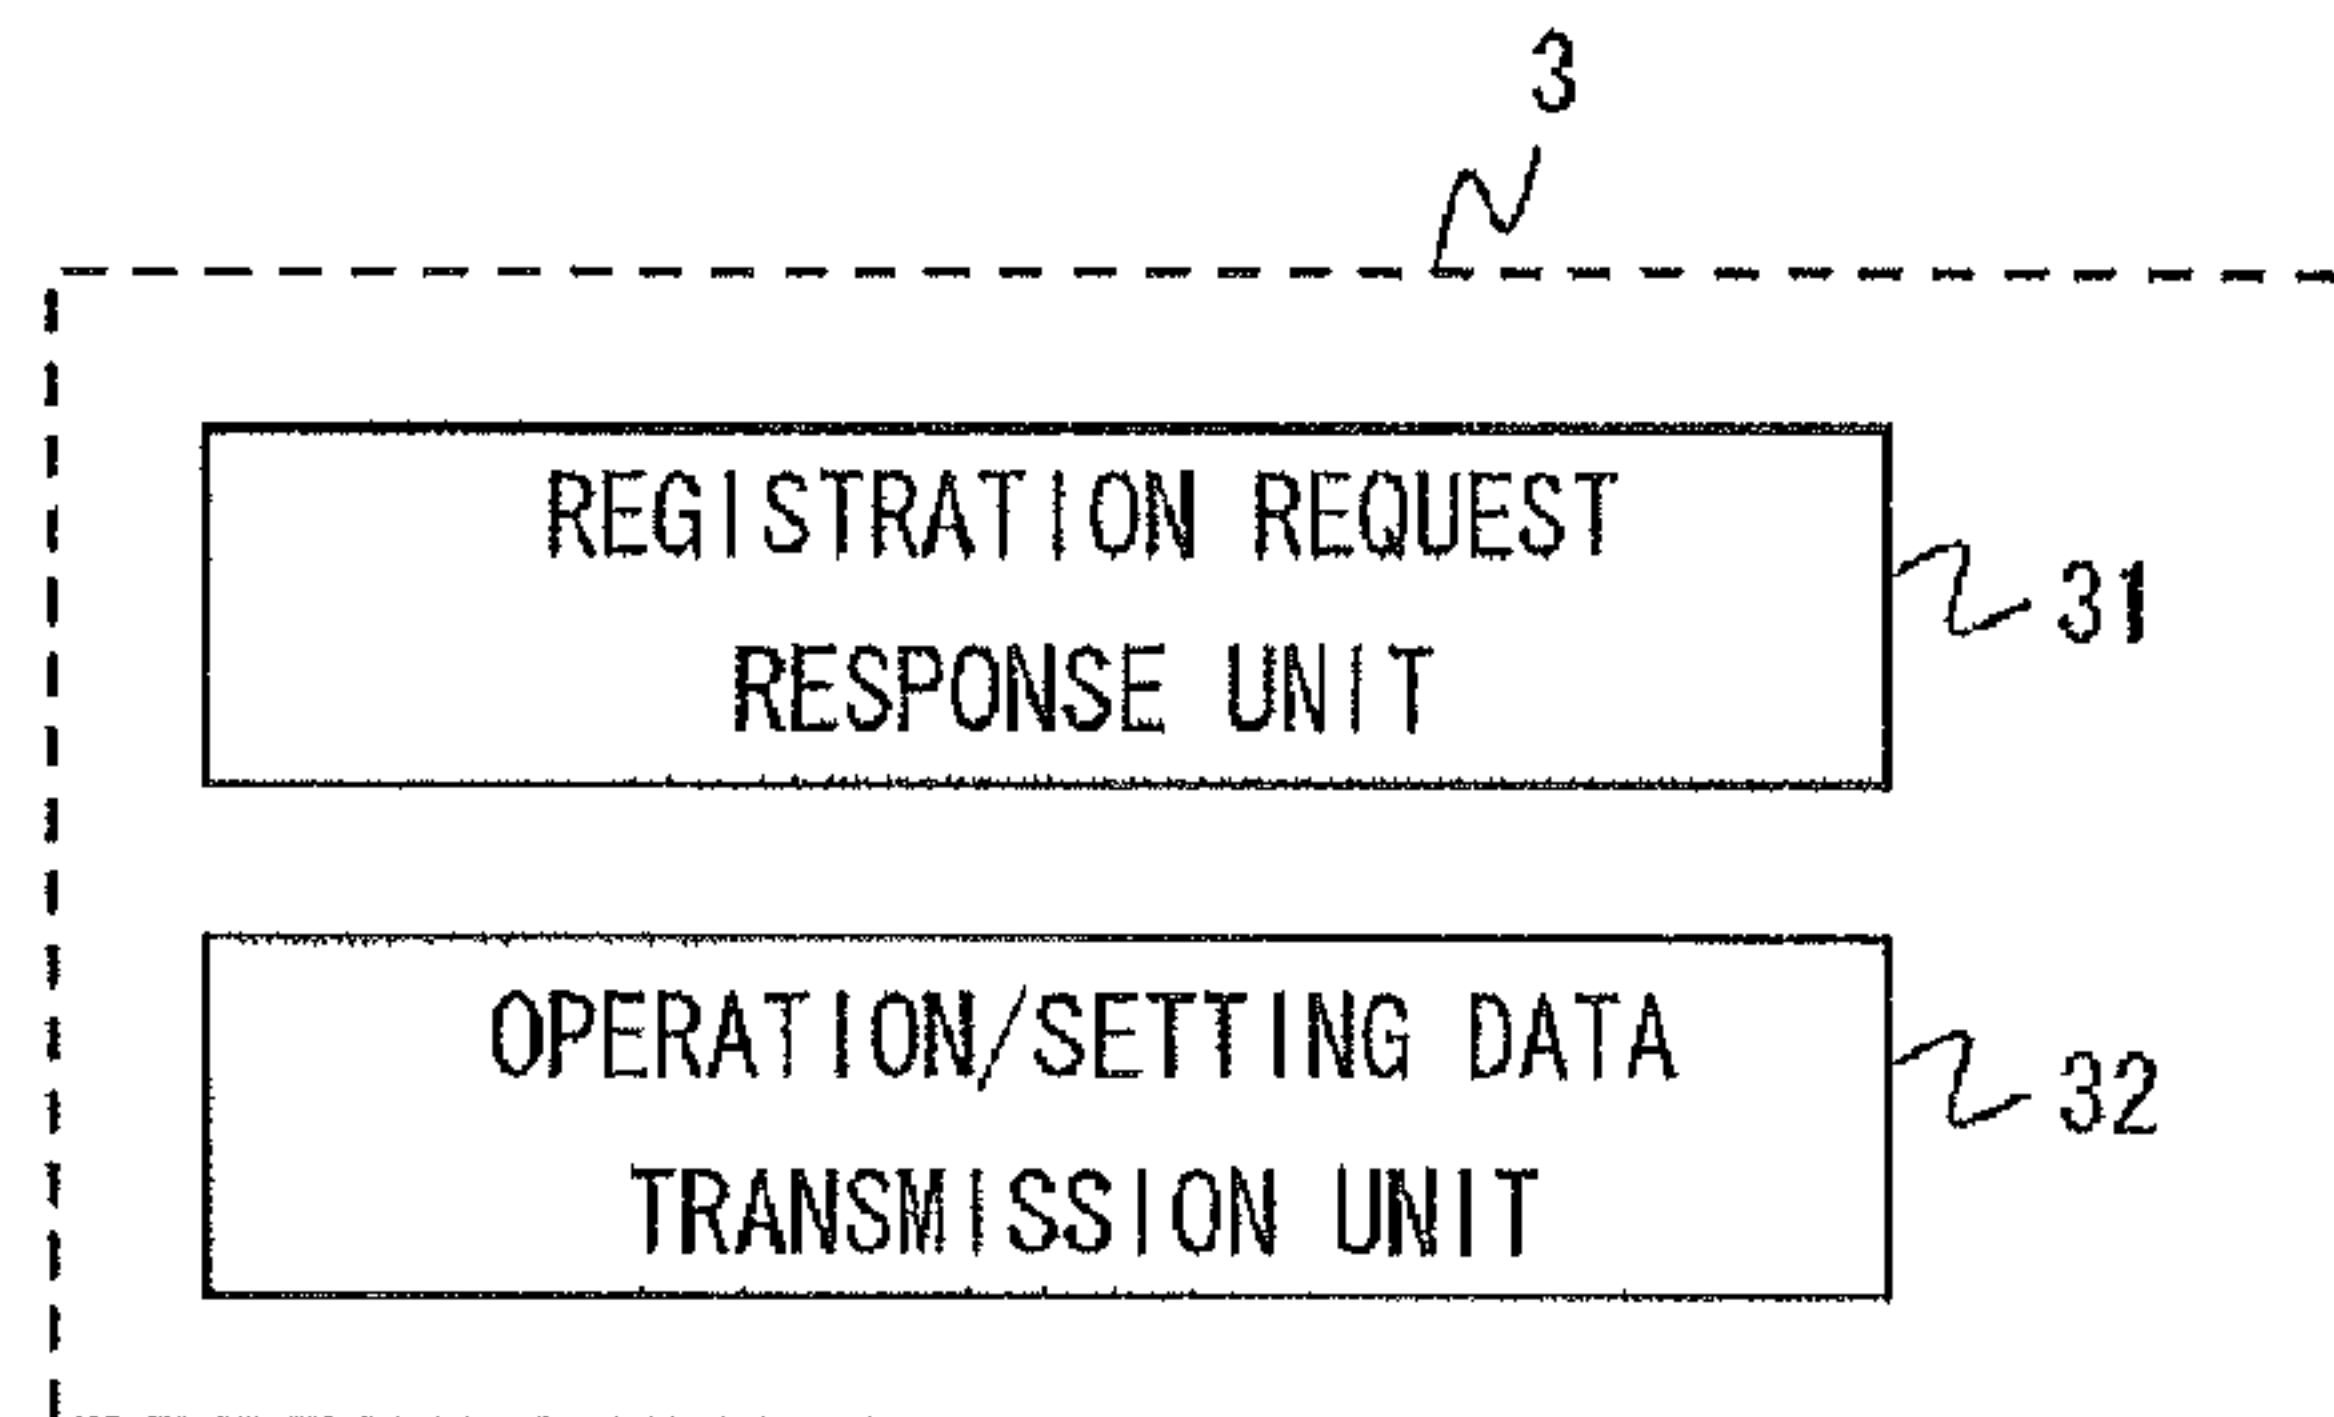 3
REGISTRATION REQUEST
RESPONSE UNIT
31
OPERATION/SETTING DATA
TRANSMISSION UNIT
32